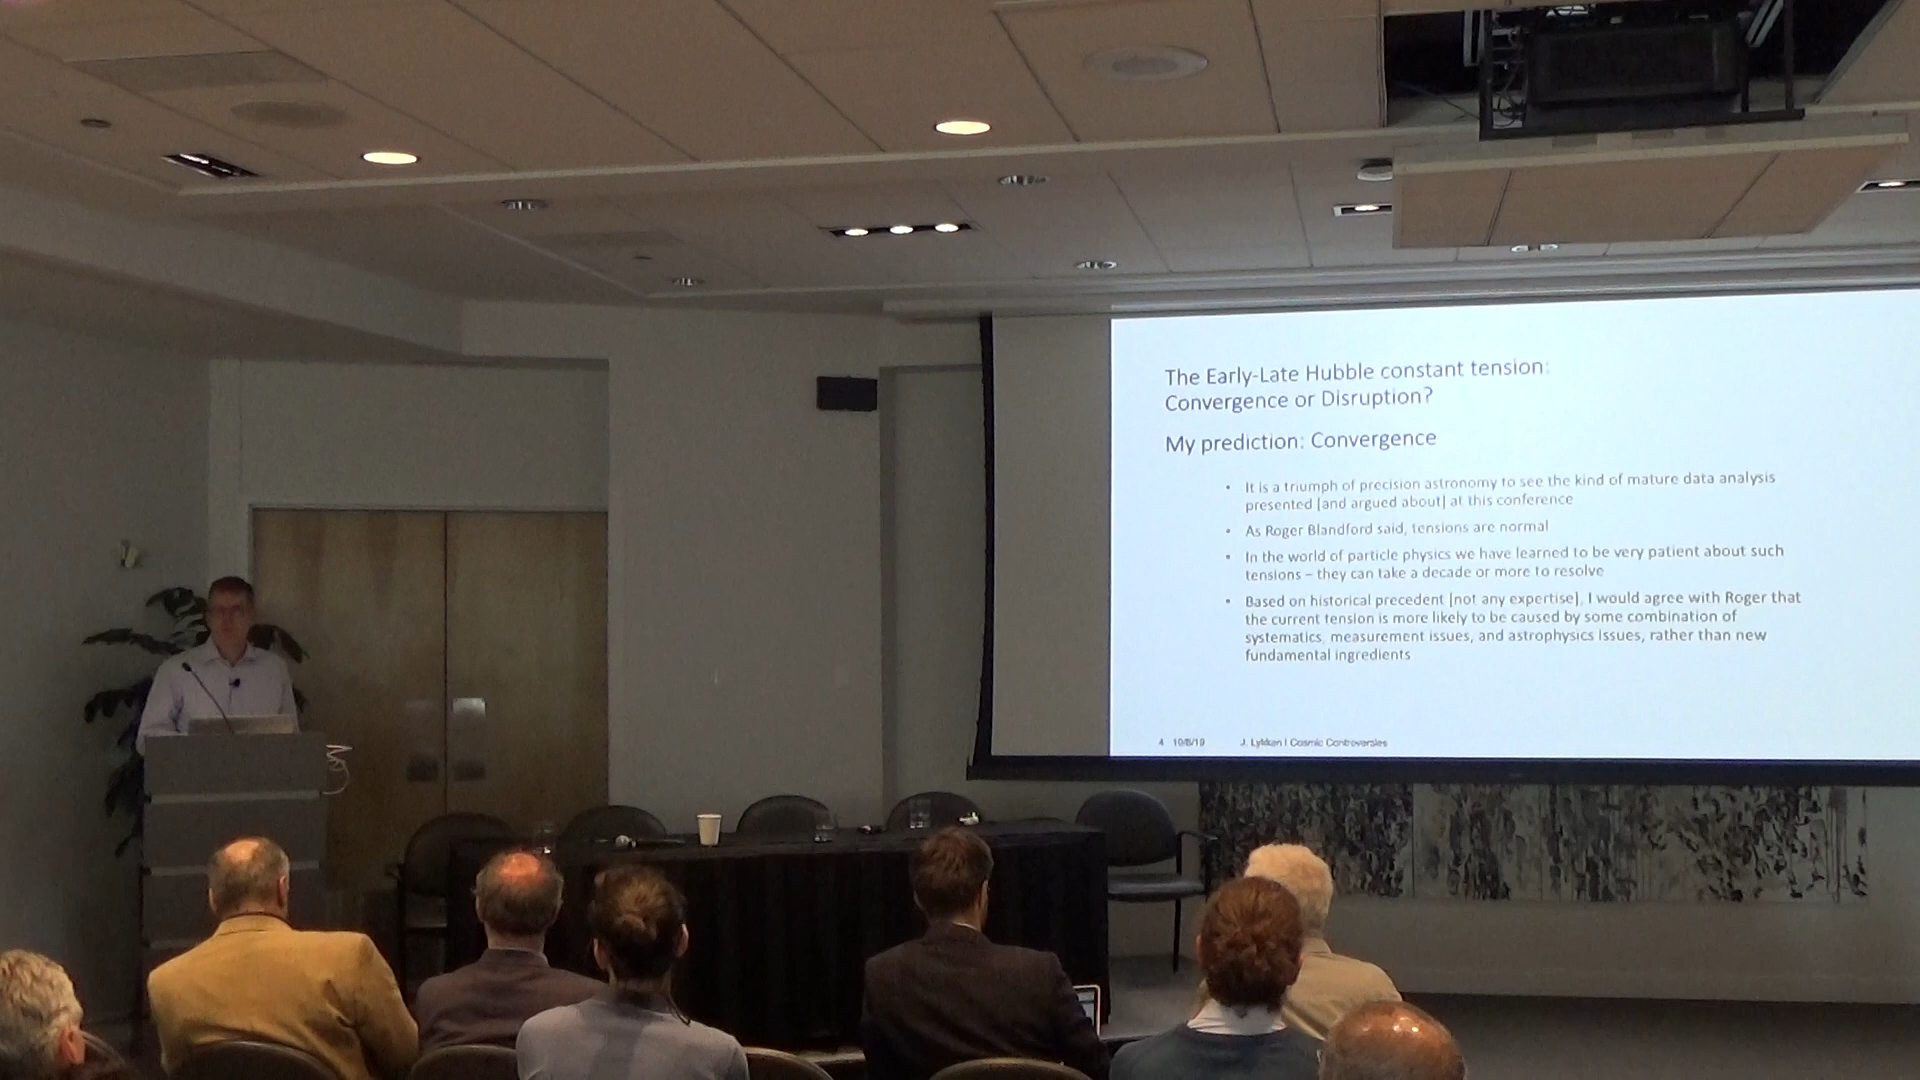 The Early-Late Hubble constant tension:
Convergence or Disruption?
My prediction: Convergence
• It is a triumph of precision astronomy to see the kind of mature data analysis
presented [and argued about] at this conference
• As Roger Blandford said, tensions are normal
• In the world of particle physics we have learned to be very patient about such
tensions – they can take a decade or more to resolve
• Based on historical precedent [not any expertise], I would agree with Roger that
the current tension is more likely to be caused by some combination of
systematics, measurement issues, and astrophysics issues, rather than new
fundamental ingredients
4 10/8/19 J. Lykken | Cosmic Controversies